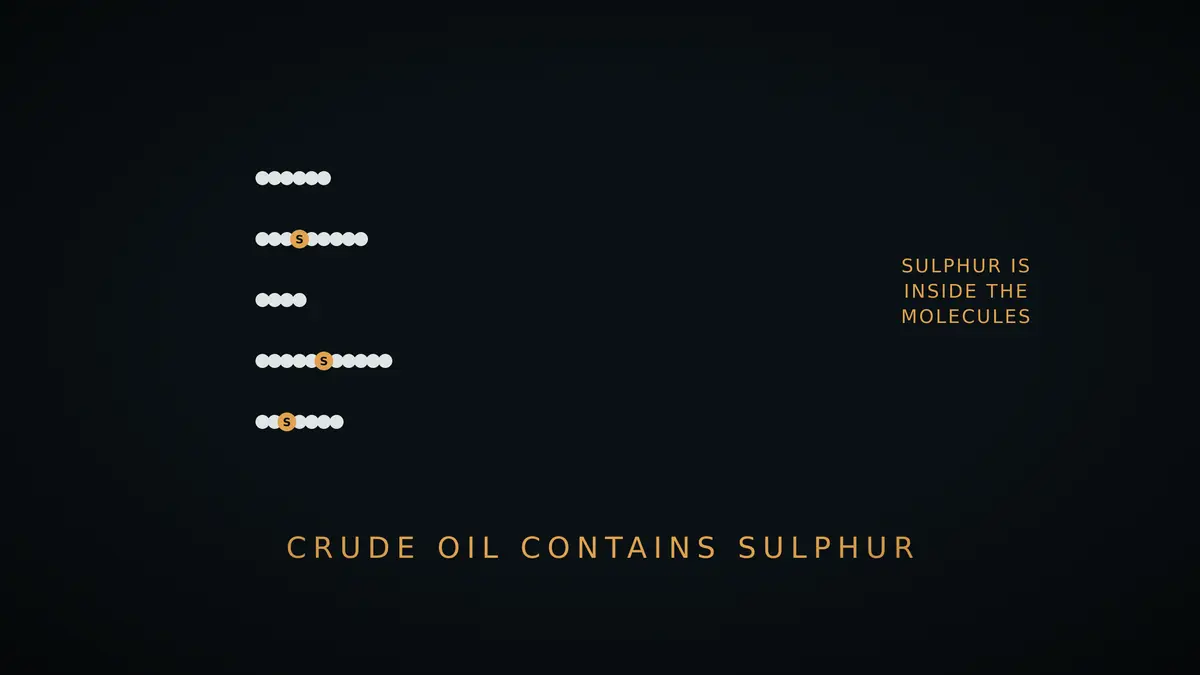 S
SULPHUR IS
INSIDE THE
MOLECULES
S
S
CRUDE OIL CONTAINS SULPHUR